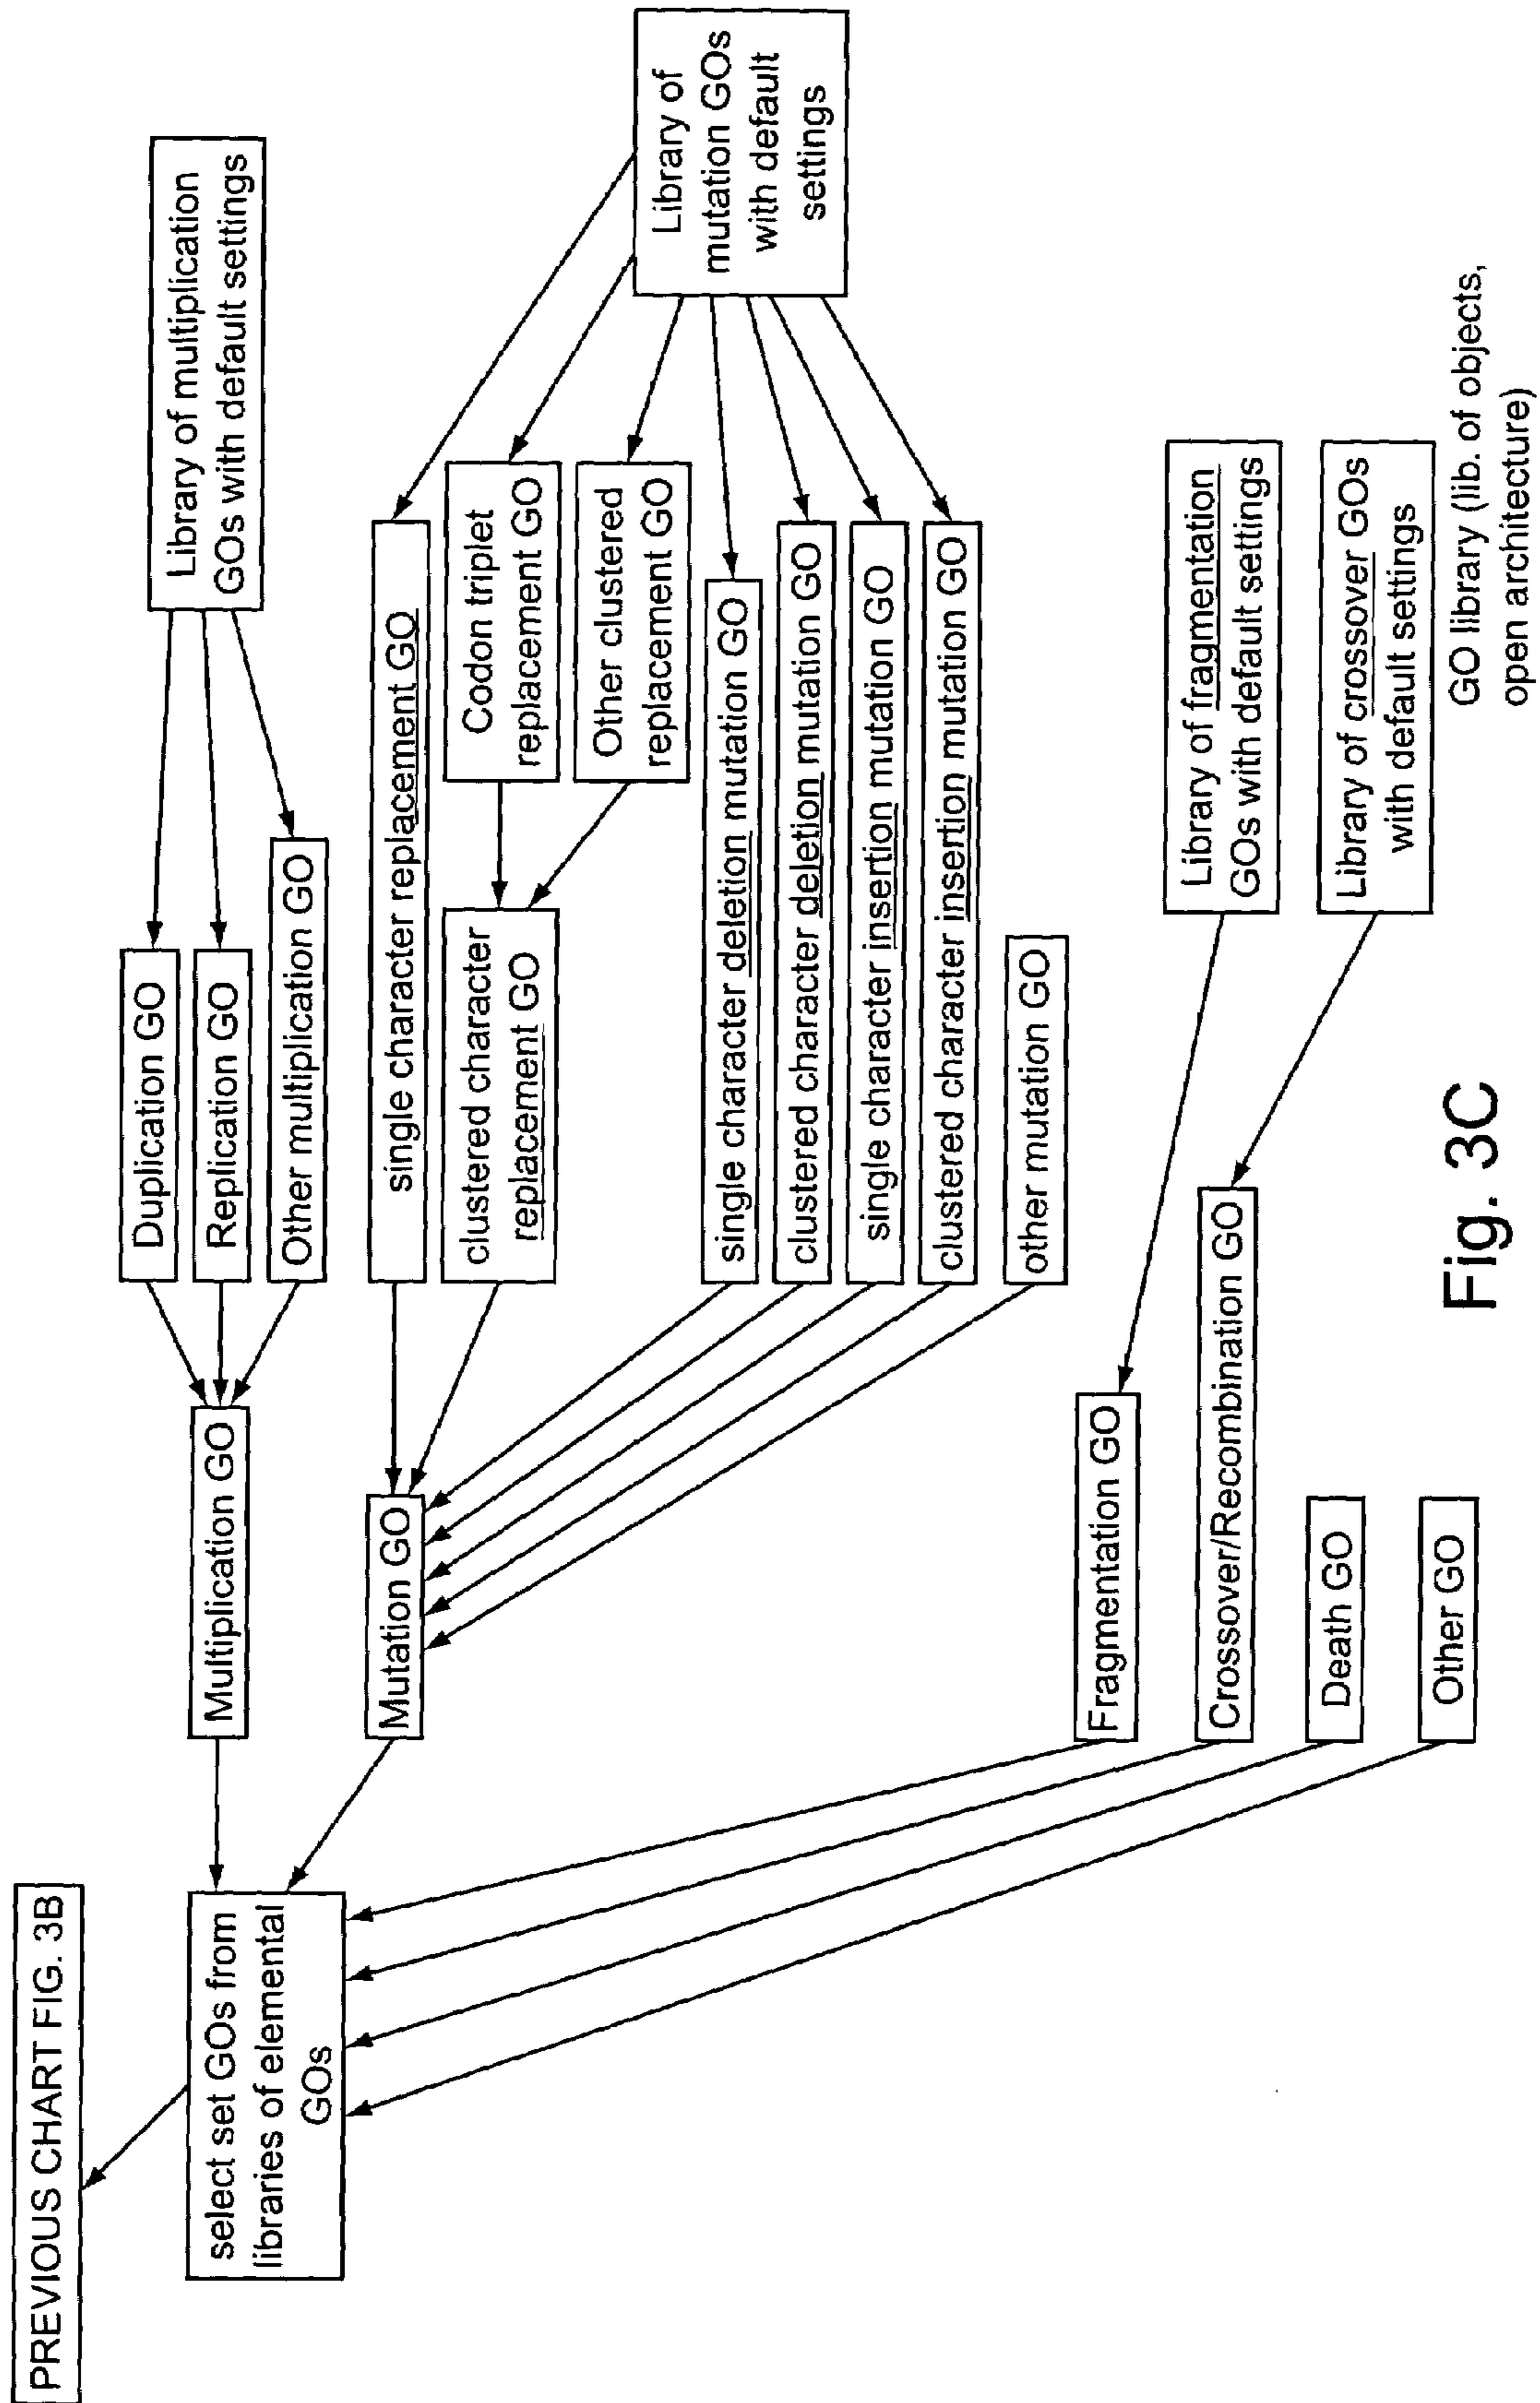 PREVIOUS CHART FIG. 3B
select set GOs from
libraries of elemental
GOs
Multiplication GO
Duplication GO
Replication GO
Other multiplication GO
Library of multiplication
GOs with default settings
Mutation GO
single character replacement GO
clustered character
replacement GO
Codon triplet
replacement GO
Other clustered
replacement GO
single character deletion mutation GO
clustered character deletion mutation GO
single character insertion mutation GO
clustered character insertion mutation GO
other mutation GO
Library of
mutation GOs
with default
settings
Fragmentation GO
Library of fragmentation
GOs with default settings
Crossover/Recombination GO
Library of crossover GOs
with default settings
Death GO
Other GO
GO library (lib. of objects,
open architecture)
Fig. 3C